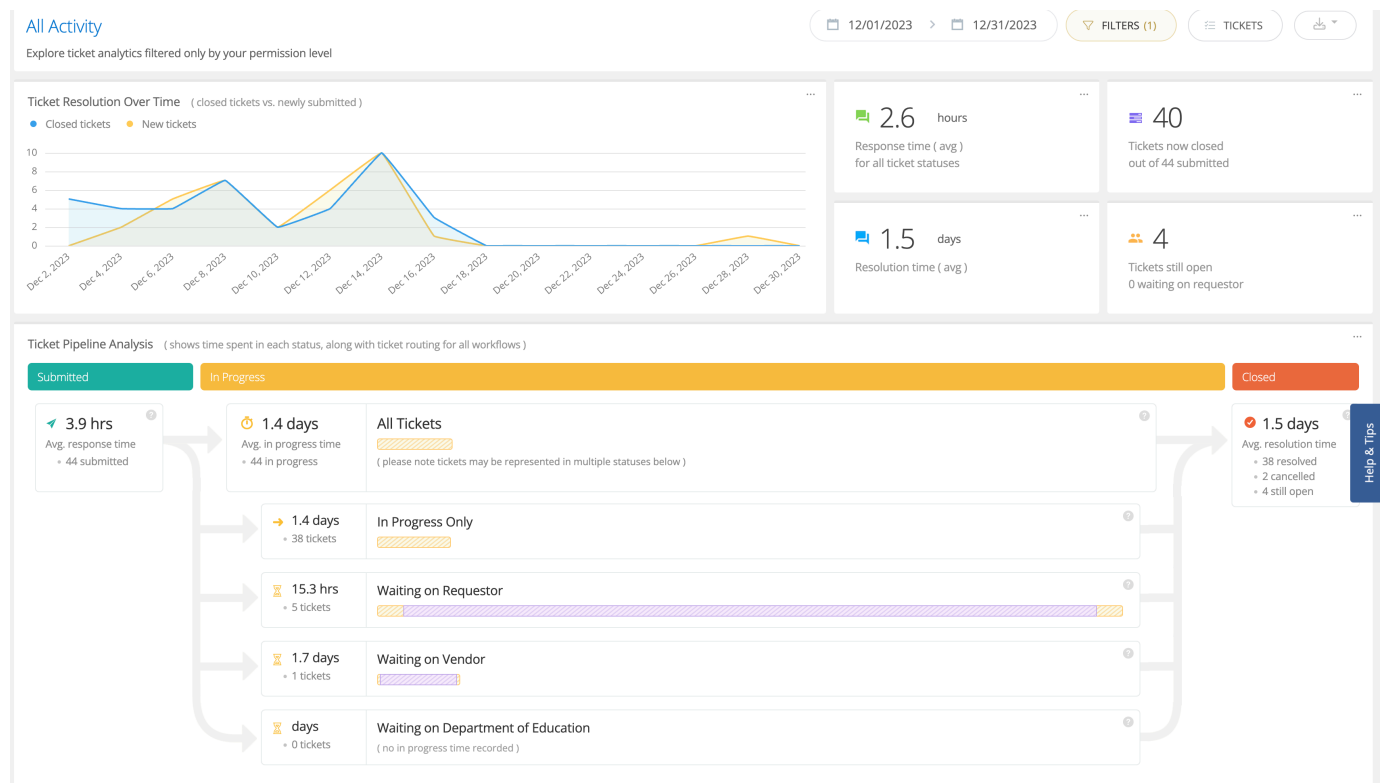 All Activity
12/01/2023 > 12/31/2023 FILTERS (1) TICKETS
Explore ticket analytics filtered only by your permission level
Ticket Resolution Over Time ( closed tickets vs. newly submitted )
Closed tickets New tickets
10
8
6
4
2
0
Dec 2, 2023 Dec 4, 2023 Dec 6, 2023 Dec 8, 2023 Dec 10, 2023 Dec 12, 2023 Dec 14, 2023 Dec 16, 2023 Dec 18, 2023 Dec 20, 2023 Dec 22, 2023 Dec 24, 2023 Dec 26, 2023 Dec 28, 2023 Dec 30, 2023
2.6 hours
Response time ( avg )
for all ticket statuses
40
Tickets now closed
out of 44 submitted
1.5 days
Resolution time ( avg )
4
Tickets still open
0 waiting on requestor
Ticket Pipeline Analysis ( shows time spent in each status, along with ticket routing for all workflows )
Submitted In Progress Closed
3.9 hrs
Avg. response time
44 submitted
1.4 days
Avg. in progress time
44 in progress
All Tickets
( please note tickets may be represented in multiple statuses below )
1.5 days
Avg. resolution time
38 resolved
2 cancelled
4 still open
1.4 days
38 tickets
In Progress Only
15.3 hrs
5 tickets
Waiting on Requestor
1.7 days
1 tickets
Waiting on Vendor
days
0 tickets
Waiting on Department of Education
( no in progress time recorded )
Help & Tips